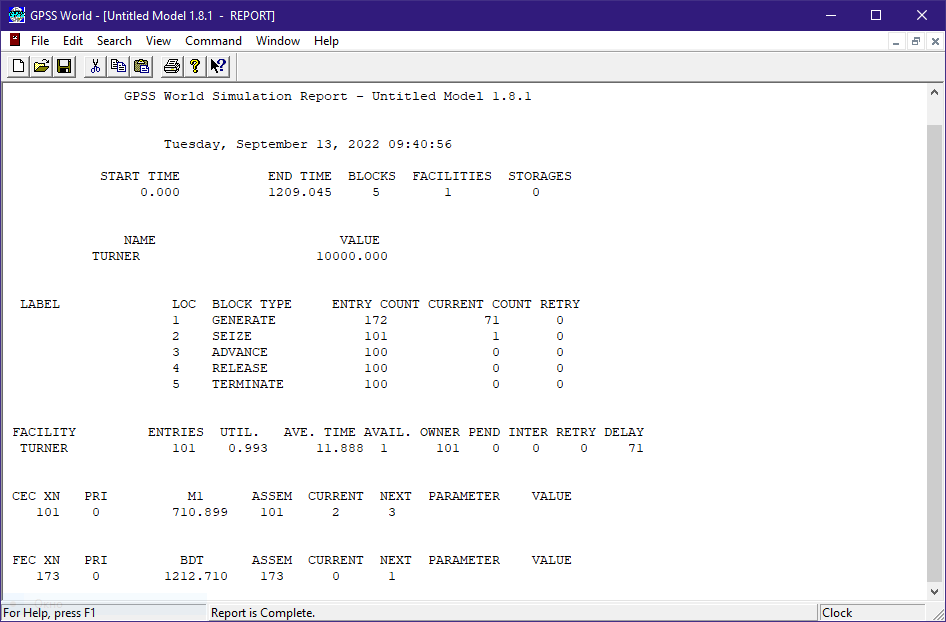 GPSS World - [Untitled Model 1.8.1 - REPORT]
File Edit Search View Command Window Help
GPSS World Simulation Report - Untitled Model 1.8.1
Tuesday, September 13, 2022 09:40:56
START TIME END TIME BLOCKS FACILITIES STORAGES
0.000 1209.045 5 1 0
NAME VALUE
TURNER 10000.000
LABEL LOC BLOCK TYPE ENTRY COUNT CURRENT COUNT RETRY
1 GENERATE 172 71 0
2 SEIZE 101 1 0
3 ADVANCE 100 0 0
4 RELEASE 100 0 0
5 TERMINATE 100 0 0
FACILITY ENTRIES UTIL. AVE. TIME AVAIL. OWNER PEND INTER RETRY DELAY
TURNER 101 0.993 11.888 1 101 0 0 0 71
CEC XN PRI M1 ASSEM CURRENT NEXT PARAMETER VALUE
101 0 710.899 101 2 3
FEC XN PRI BDT ASSEM CURRENT NEXT PARAMETER VALUE
173 0 1212.710 173 0 1
For Help, press F1 Report is Complete. Clock